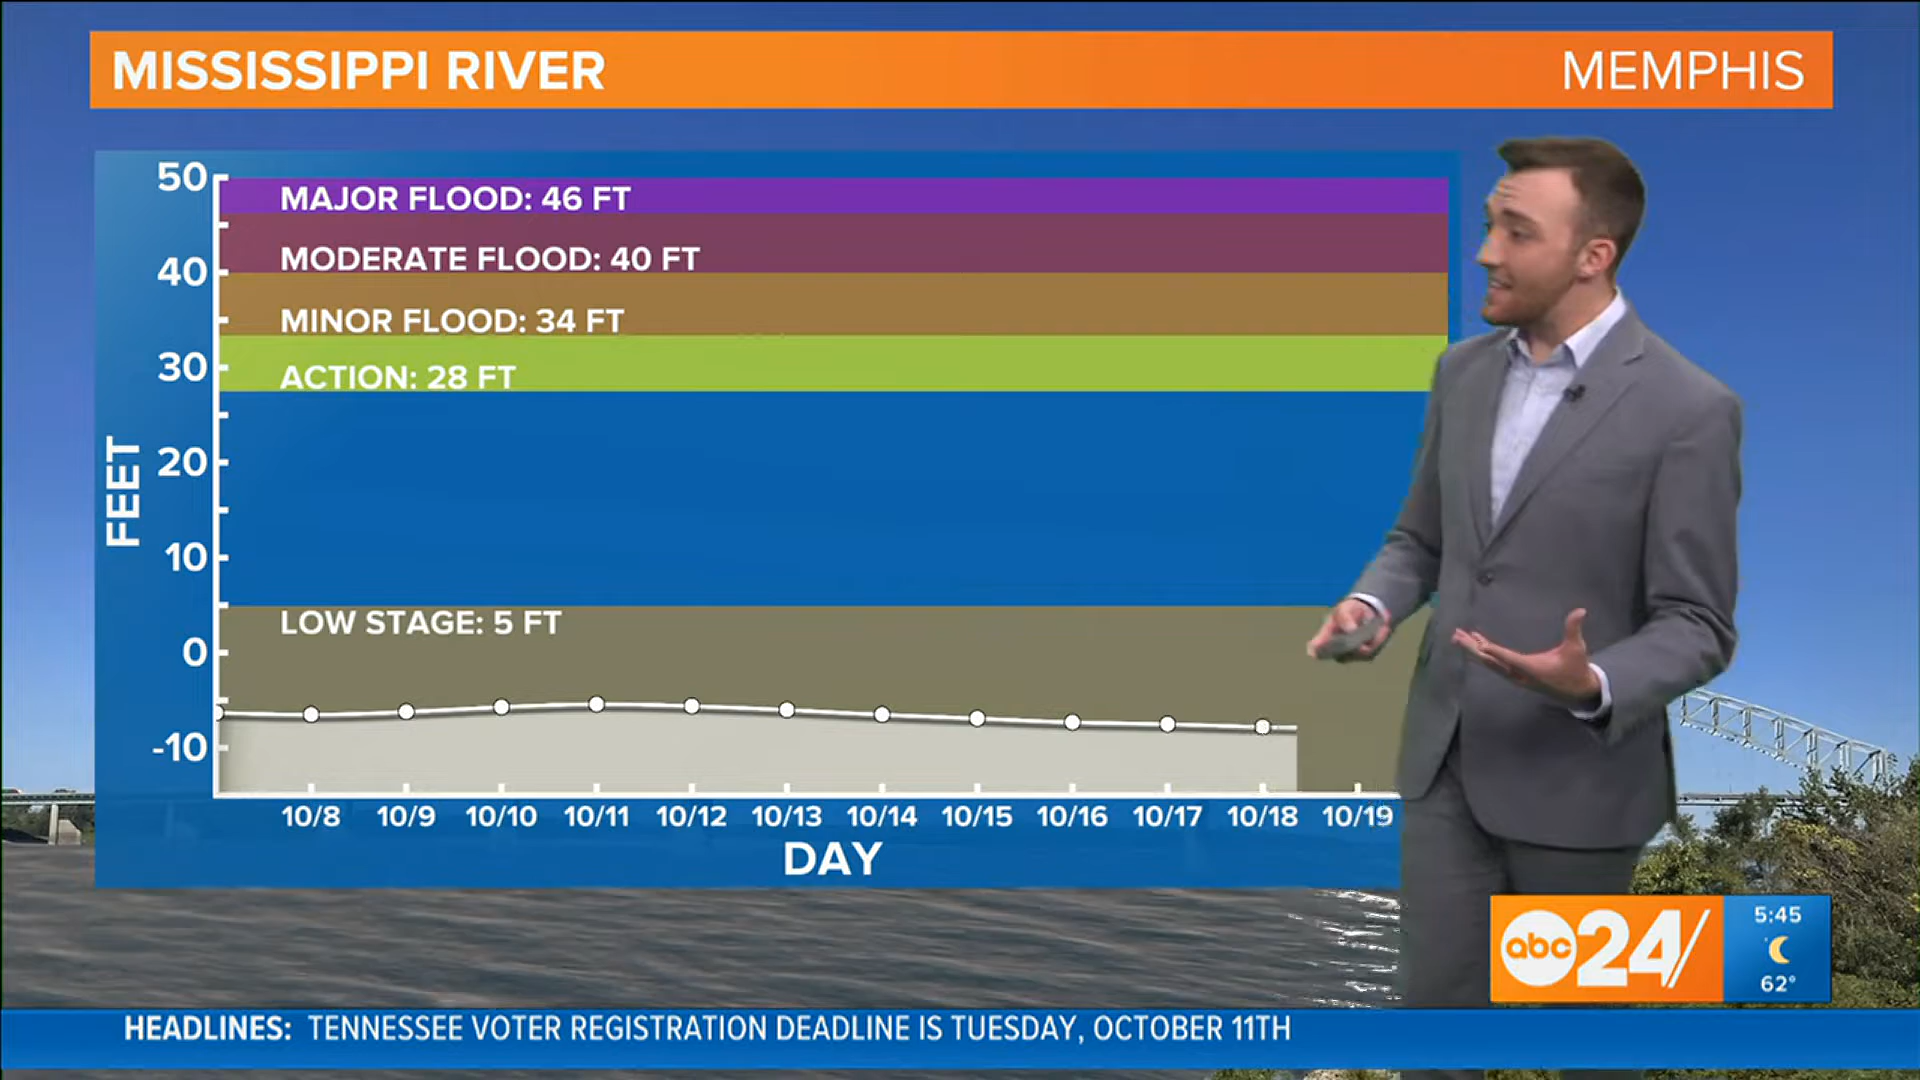 MISSISSIPPI RIVER
MEMPHIS
50
MAJOR FLOOD: 46 FT
MODERATE FLOOD: 40 FT
40
MINOR FLOOD: 34 FT
30
ACTION: 28 FT
FEET
20
10
LOW STAGE: 5 FT
0
-10
10/8 10/9 10/10 10/11 10/12 10/13 10/14 10/15 10/16 10/17 10/18 10/19
DAY
abc 24/
5:45
62°
HEADLINES: TENNESSEE VOTER REGISTRATION DEADLINE IS TUESDAY, OCTOBER 11TH